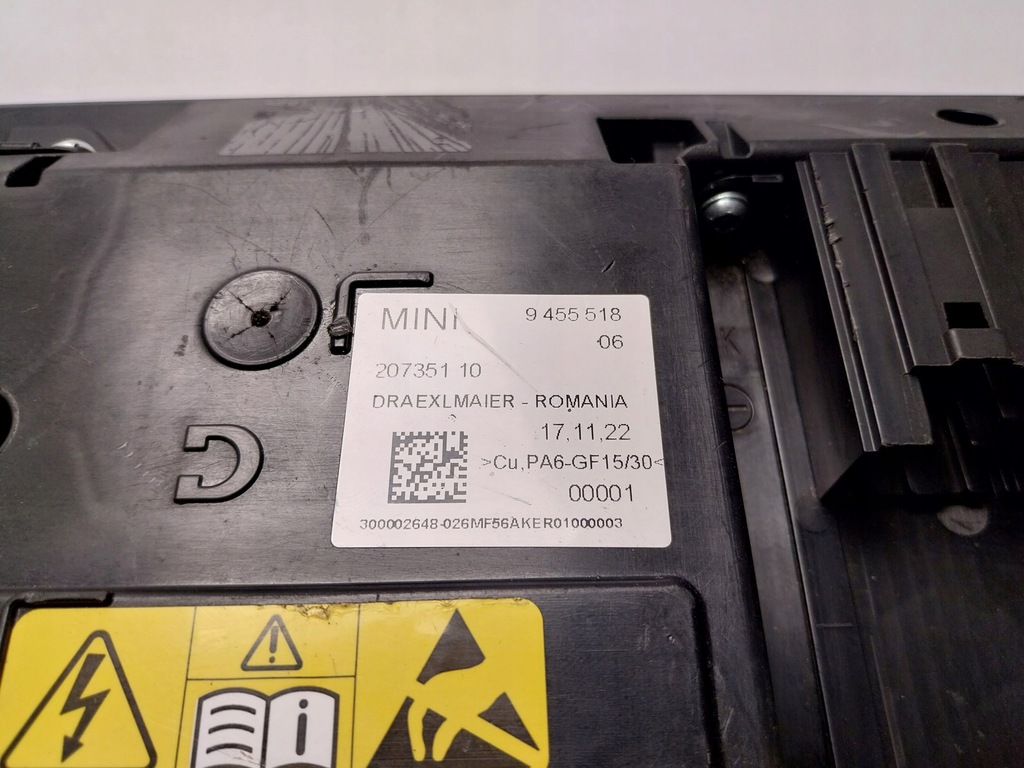 MINI 9 455 518
06
207351 10
DRAEXLMAIER - ROMANIA
17,11,22
>Cu,PA6-GF15/30<
00001
300002648-026MF56AKER01000003
K